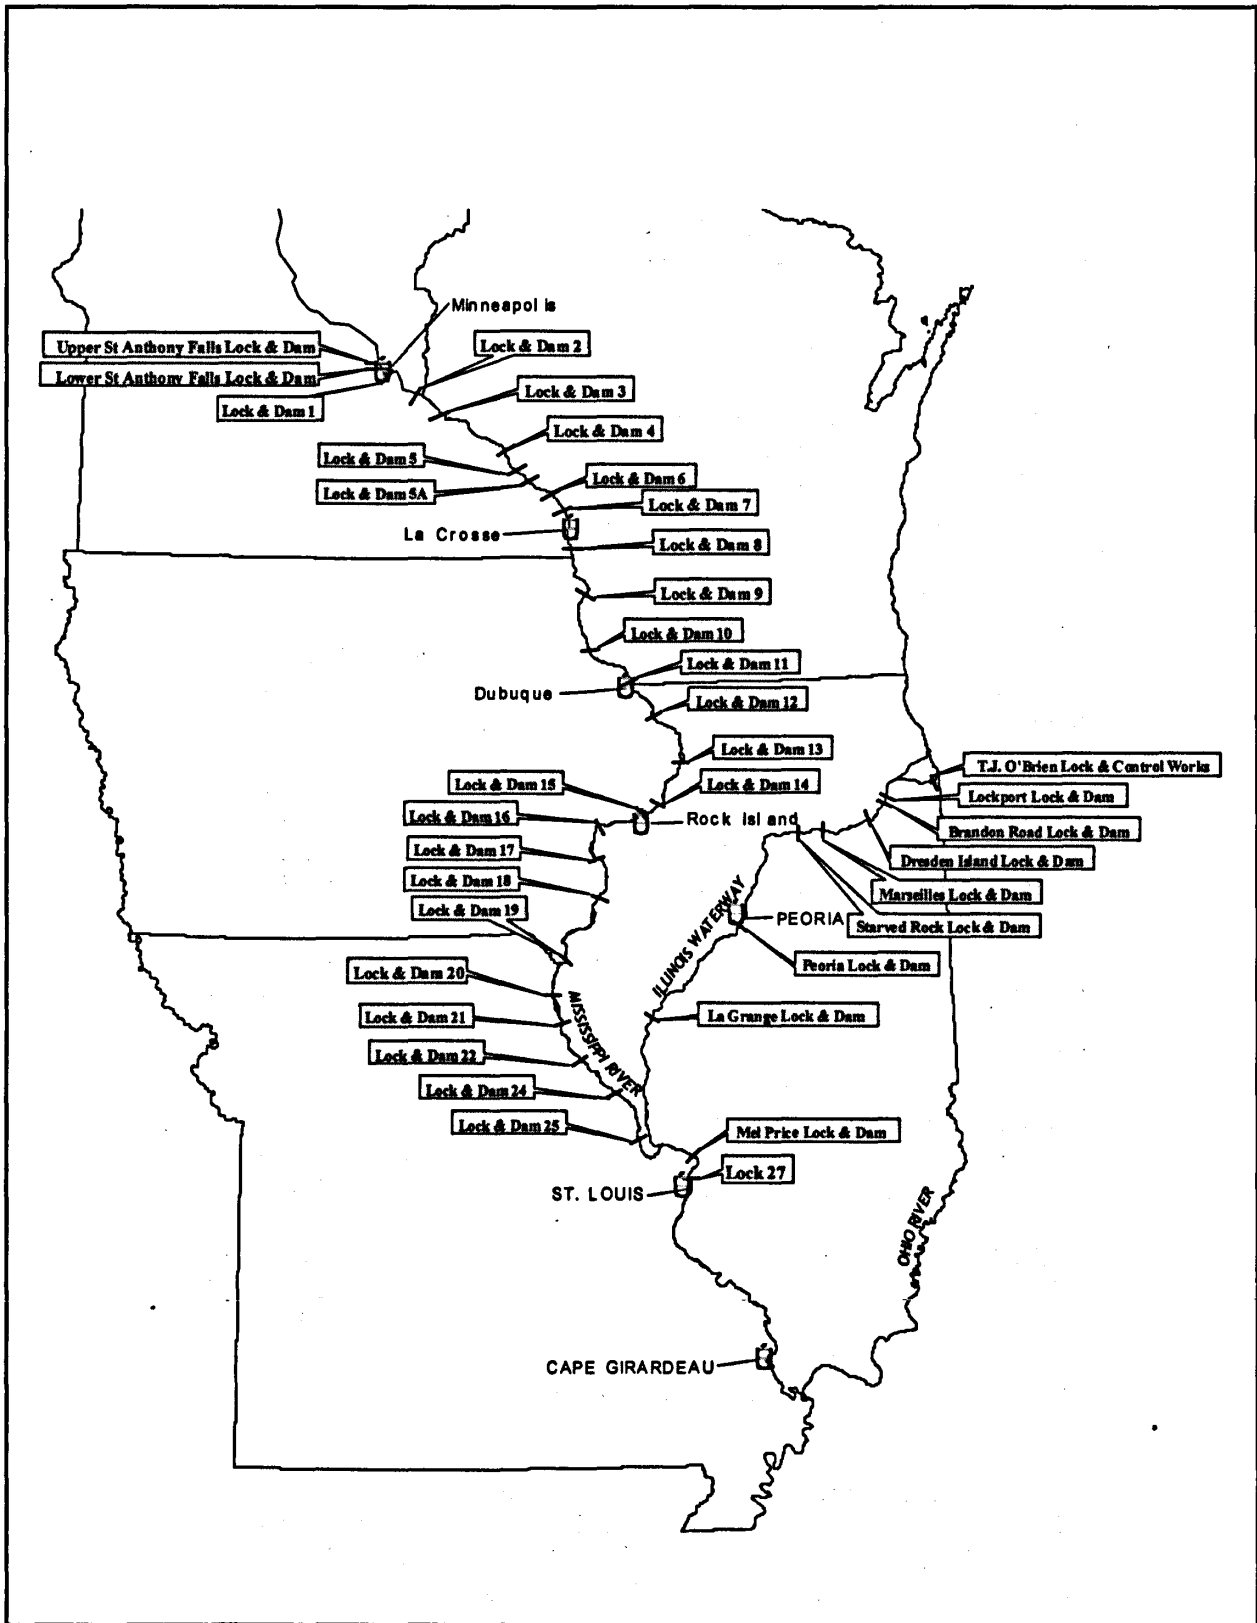 Minneapolis
Upper St Anthony Falls Lock & Dam
Lower St Anthony Falls Lock & Dam
Lock & Dam 1
Lock & Dam 2
Lock & Dam 3
Lock & Dam 4
Lock & Dam 5
Lock & Dam 5A
Lock & Dam 6
Lock & Dam 7
La Crosse
Lock & Dam 8
Lock & Dam 9
Lock & Dam 10
Lock & Dam 11
Dubuque
Lock & Dam 12
Lock & Dam 13
Lock & Dam 14
Lock & Dam 15
Lock & Dam 16
Rock Island
Lock & Dam 17
Lock & Dam 18
Lock & Dam 19
T.J. O'Brien Lock & Control Works
Lockport Lock & Dam
Brandon Road Lock & Dam
Dresden Island Lock & Dam
Marseilles Lock & Dam
Starved Rock Lock & Dam
PEORIA
Peoria Lock & Dam
ILLINOIS WATERWAY
La Grange Lock & Dam
Lock & Dam 20
MISSISSIPPI RIVER
Lock & Dam 21
Lock & Dam 22
Lock & Dam 24
Lock & Dam 25
Mel Price Lock & Dam
Lock 27
ST. LOUIS
OHIO RIVER
CAPE GIRARDEAU